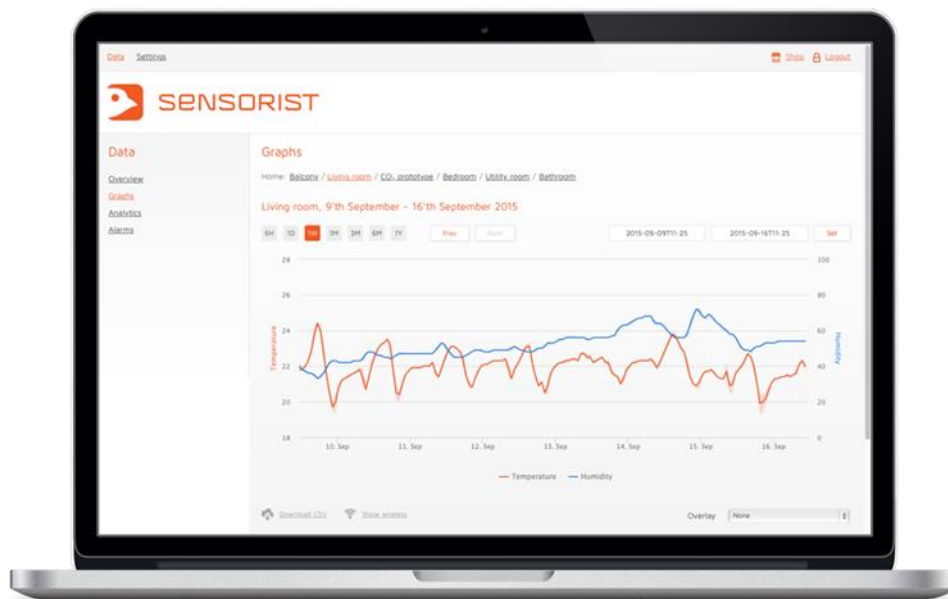 Data Settings Shop Logout
SENSORIST
Data
Overview
Graphs
Analytics
Alarms
Graphs
Home: Balcony / Living room / CO₂ prototype / Bedroom / Utility room / Bathroom
Living room, 9'th September - 16'th September 2015
6H 1D 1W 1M 3M 6M 1Y Prev Next 2015-09-09T11:25 2015-09-16T11:25 Set
28 100
26 80
24 60
22 40
20 20
18 0
Temperature
Humidity
10. Sep 11. Sep 12. Sep 13. Sep 14. Sep 15. Sep 16. Sep
Temperature Humidity
Download CSV Show wireless Overlay None